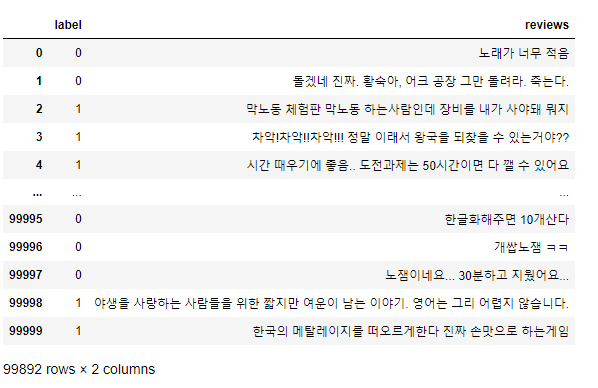 label reviews
0 0 노래가 너무 적음
1 0 돌겠네 진짜. 황숙아, 어크 공장 그만 돌려라. 죽는다.
2 1 막노동 체험판 막노동 하는사람인데 장비를 내가 사야돼 뭐지
3 1 차악!차악!!차악!!! 정말 이래서 왕국을 되찾을 수 있는거야??
4 1 시간 때우기에 좋음.. 도전과제는 50시간이면 다 깰 수 있어요
... ... ...
99995 0 한글화해주면 10개산다
99996 0 개쌉노잼 ㅋㅋ
99997 0 노잼이네요... 30분하고 지웠어요...
99998 1 야생을 사랑하는 사람들을 위한 짧지만 여운이 남는 이야기. 영어는 그리 어렵지 않습니다.
99999 1 한국의 메탈레이지를 떠오르게한다 진짜 손맛으로 하는게임
99892 rows × 2 columns